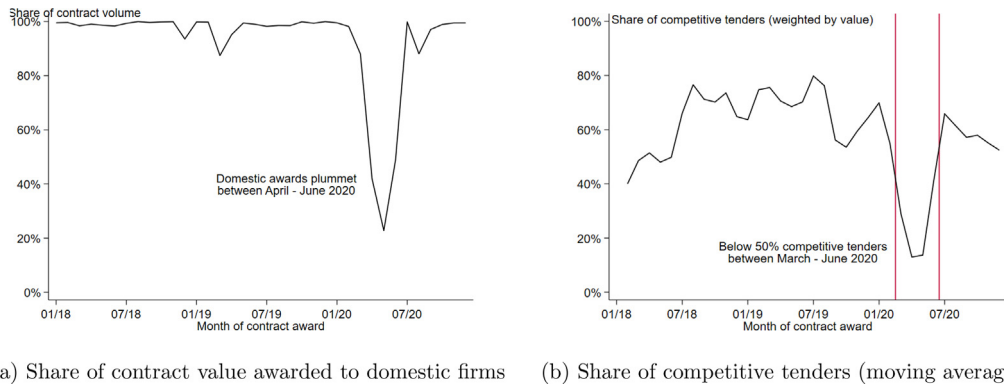 Share of contract volume
100%
80%
60%
40%
20%
0%
Domestic awards plummet
between April - June 2020
01/18
07/18
01/19
07/19
01/20
07/20
Month of contract award
a) Share of contract value awarded to domestic firms
Share of competitive tenders (weighted by value)
100%
80%
60%
40%
20%
0%
Below 50% competitive tenders
between March - June 2020
01/18
07/18
01/19
07/19
01/20
07/20
Month of contract award
(b) Share of competitive tenders (moving averag